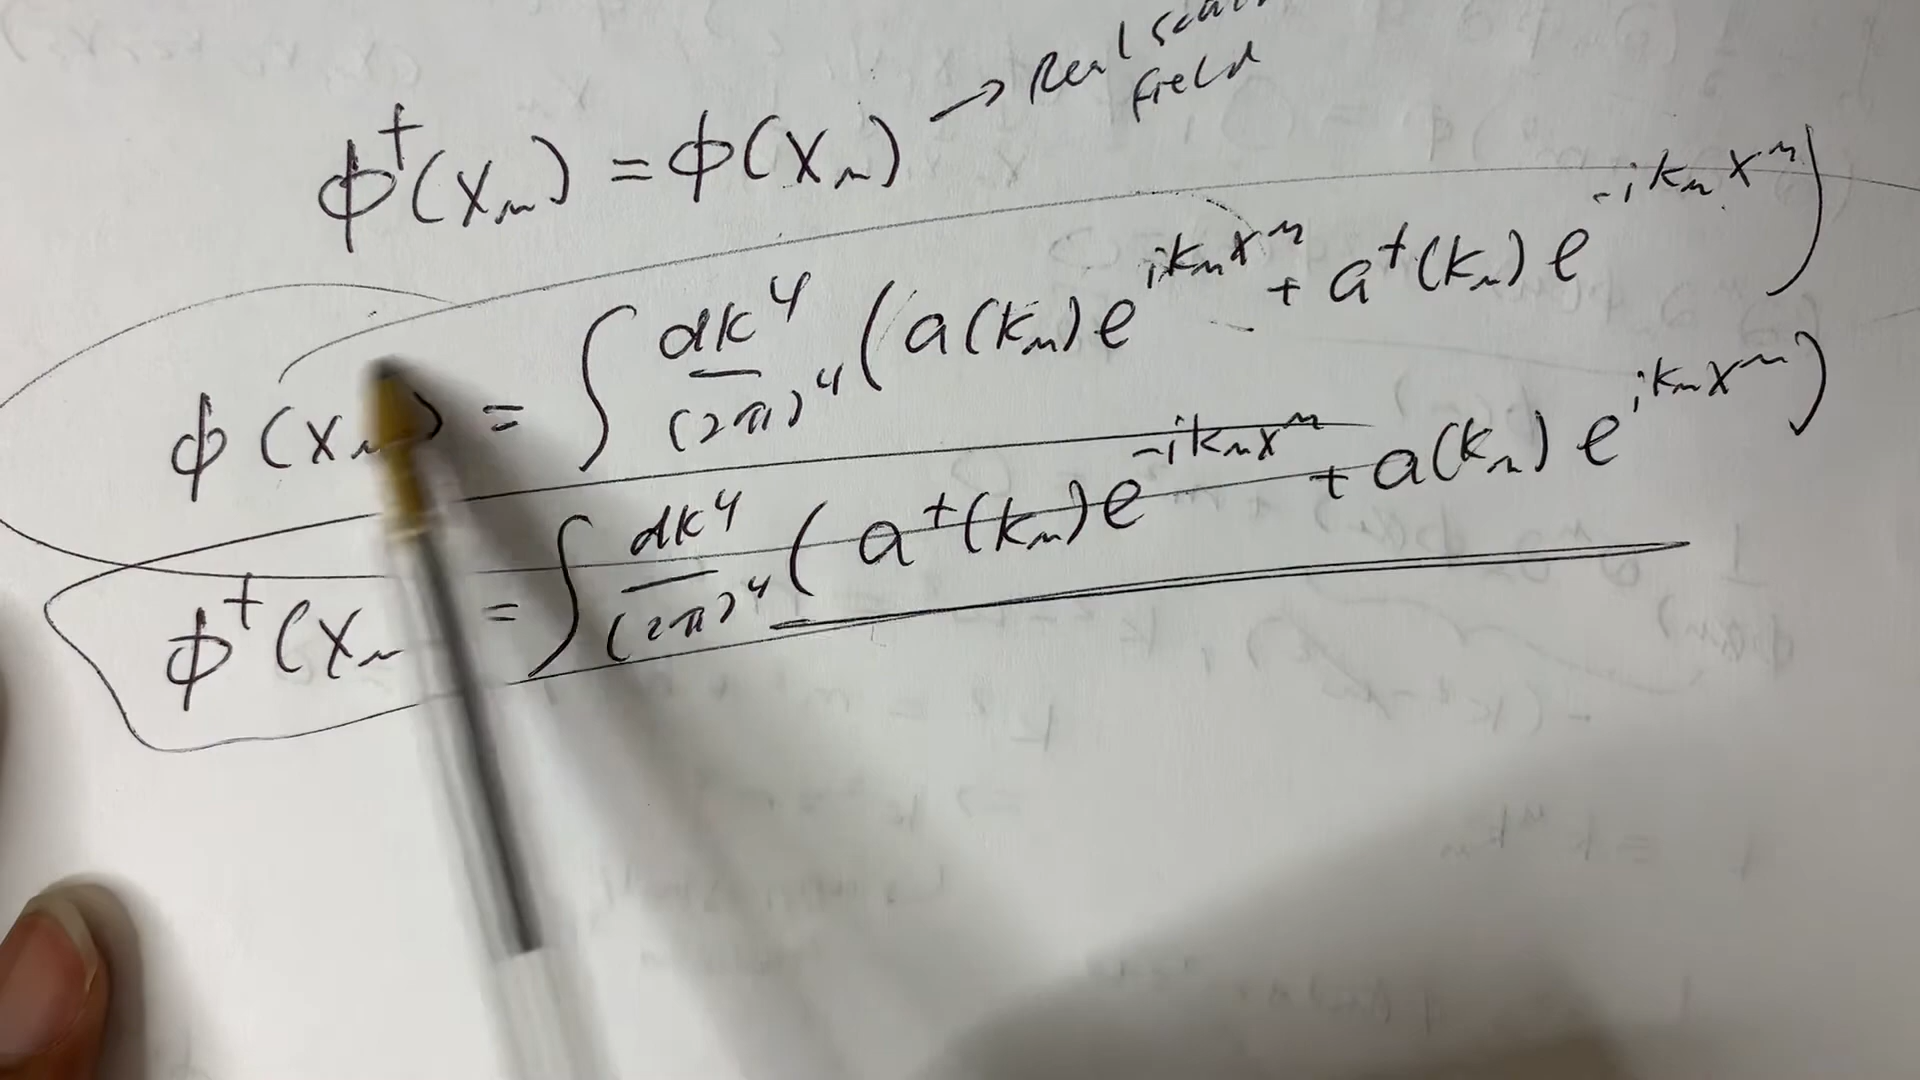 → Real scalar
field
ϕ†(xμ) = ϕ(xμ)
ϕ(xμ) = ∫ dk⁴/(2π)⁴ (a(kμ)e^{ikμx^μ} + a†(kμ)e^{-ikμx^μ})
ϕ†(xμ = ∫ dk⁴/(2π)⁴ (a†(kμ)e^{-ikμx^μ} + a(kμ)e^{ikμx^μ})